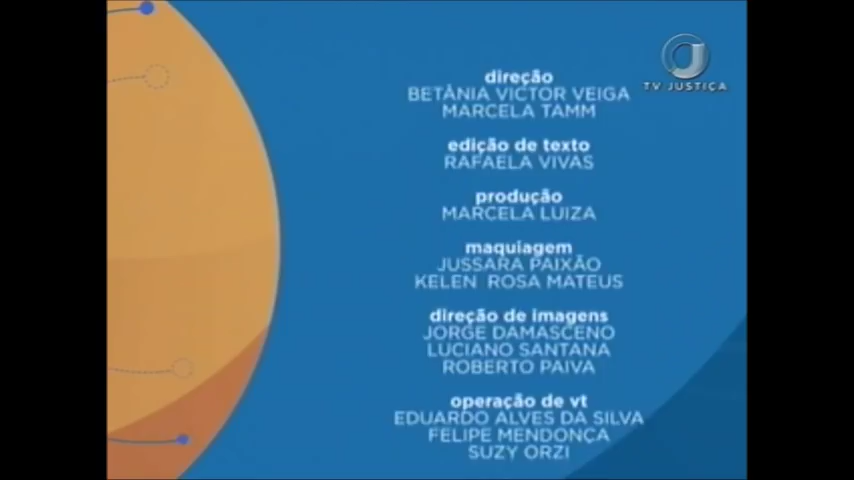 direção
BETÂNIA VICTOR VEIGA
MARCELA TAMM
edição de texto
RAFAELA VIVAS
produção
MARCELA LUIZA
maquiagem
JUSSARA PAIXÃO
KELEN ROSA MATEUS
direção de imagens
JORGE DAMASCENO
LUCIANO SANTANA
ROBERTO PAIVA
operação de vt
EDUARDO ALVES DA SILVA
FELIPE MENDONÇA
SUZY ORZI
TV JUSTIÇA